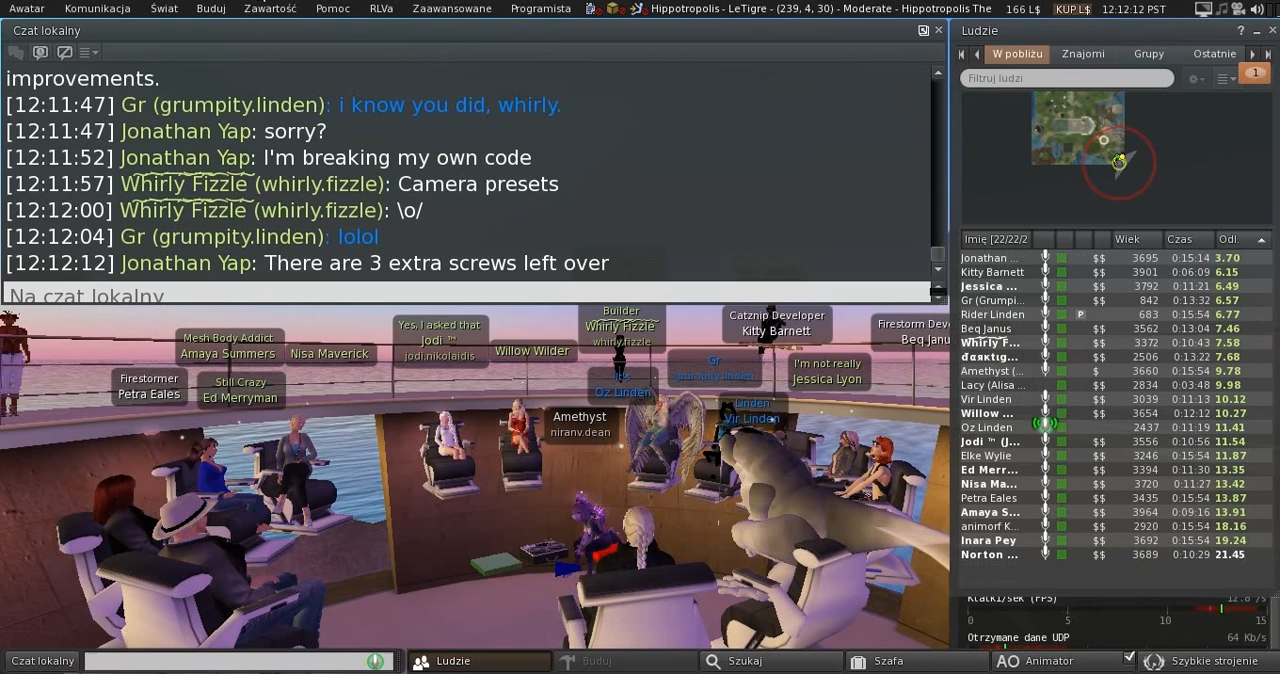 Awatar Komunikacja Świat Buduj Zawartość Pomoc RLVa Zaawansowane Programista Hippotropolis - LeTigre - (239, 4, 30) - Moderate - Hippotropolis The 166 L$ KUP L$ 12:12:12 PST
Czat lokalny
improvements.
[12:11:47] Gr (grumpity.linden): i know you did, whirly.
[12:11:47] Jonathan Yap: sorry?
[12:11:52] Jonathan Yap: I'm breaking my own code
[12:11:57] Whirly Fizzle (whirly.fizzle): Camera presets
[12:12:00] Whirly Fizzle (whirly.fizzle): \o/
[12:12:04] Gr (grumpity.linden): lolol
[12:12:12] Jonathan Yap: There are 3 extra screws left over
Na czat lokalny
Mesh Body Addict
Amaya Summers
Nisa Maverick
Yes, I asked that
Jodi ™
jodi.nikolaidis
Willow Wilder
Builder
Whirly Fizzle
whirly.fizzle
Catznip Developer
Kitty Barnett
Firestorm Deve
Beq Janu
Firestormer
Petra Eales
Still Crazy
Ed Merryman
Oz Linden
Gr
grumpity.linden
I'm not really
Jessica Lyon
Linden
Vir Linden
Amethyst
niranv.dean
Ludzie
W pobliżu Znajomi Grupy Ostatnie
Filtruj ludzi
1
Imię [22/22/2 Wiek Czas Odl.
Jonathan ... $$ 3695 0:15:14 3.70
Kitty Barnett $$ 3901 0:06:09 6.15
Jessica ... $$ 3792 0:11:21 6.49
Gr (Grumpi... $$ 842 0:13:32 6.57
Rider Linden P 683 0:15:54 6.77
Beq Janus $$ 3562 0:13:04 7.46
Whirly F... $$ 3372 0:10:43 7.58
$$ 2506 0:13:22 7.68
Amethyst (... $ 3660 0:15:54 9.78
Lacy (Alisa ... $$ 2834 0:03:48 9.98
Vir Linden $$ 3039 0:11:13 10.12
Willow ... $$ 3654 0:12:12 10.27
Oz Linden 2437 0:11:19 11.41
Jodi ™ (J... $$ 3556 0:10:56 11.54
Elke Wylie $$ 3246 0:15:54 11.87
Ed Merr... $$ 3394 0:11:30 13.35
Nisa Ma... $$ 3720 0:11:27 13.42
Petra Eales $$ 3435 0:15:54 13.87
Amaya S... $$ 3964 0:09:16 13.91
animorf K... $$ 2920 0:15:54 18.16
Inara Pey $$ 3692 0:15:54 19.24
Norton ... $$ 3689 0:10:29 21.45
Klatki/sek (FPS) 12.8 /s
0 5 10 15
Otrzymane dane UDP 64 Kb/s
Czat lokalny Ludzie Buduj Szukaj Szafa AO Animator Szybkie strojenie